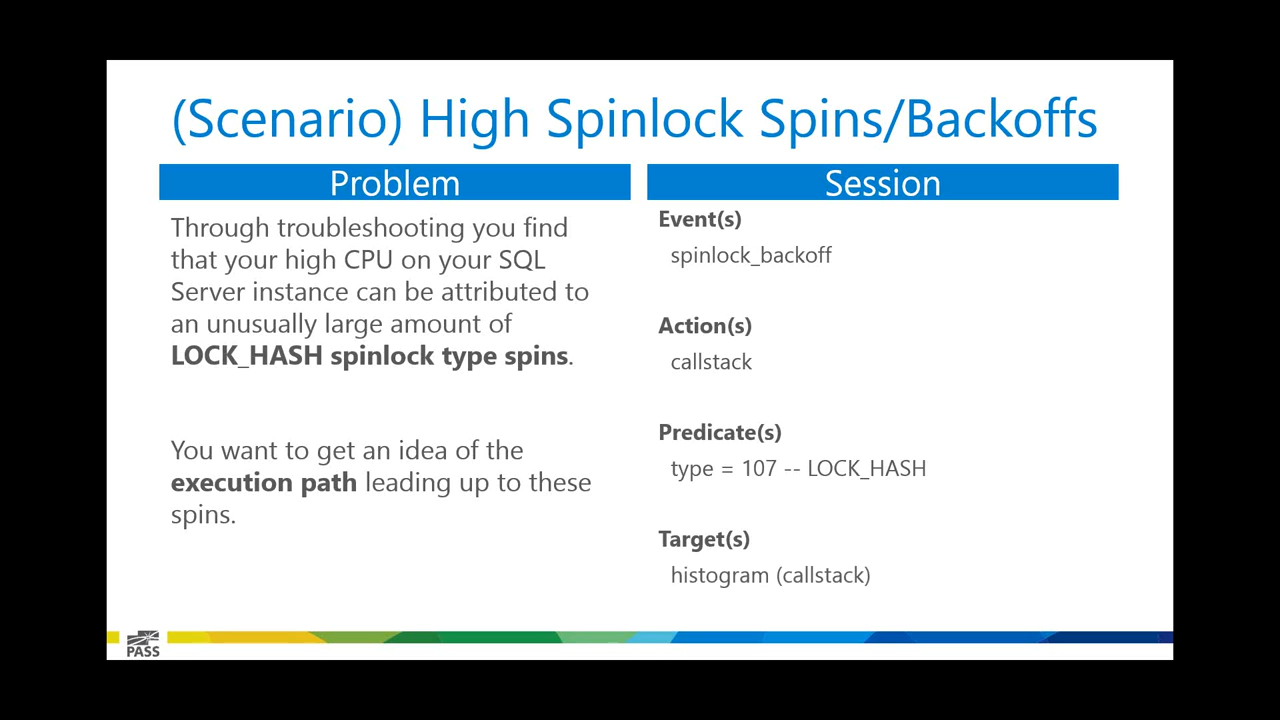 (Scenario) High Spinlock Spins/Backoffs
Problem
Through troubleshooting you find
that your high CPU on your SQL
Server instance can be attributed to
an unusually large amount of
LOCK_HASH spinlock type spins.
You want to get an idea of the
execution path leading up to these
spins.
Session
Event(s)
spinlock_backoff
Action(s)
callstack
Predicate(s)
type = 107 -- LOCK_HASH
Target(s)
histogram (callstack)
PASS